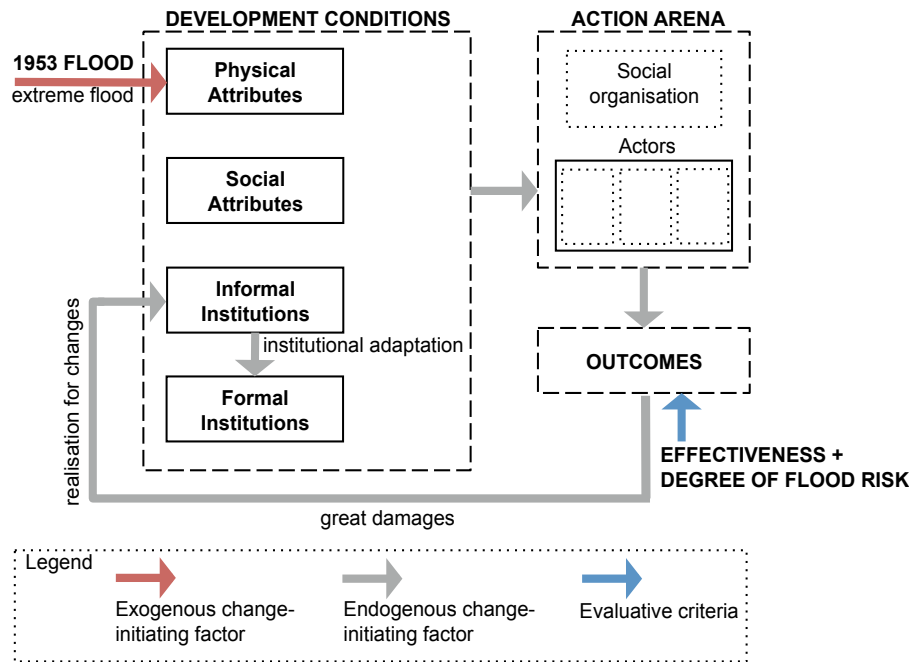 DEVELOPMENT CONDITIONS
ACTION ARENA
1953 FLOOD
extreme flood
Physical
Attributes
Social
Attributes
Informal
Institutions
institutional adaptation
Formal
Institutions
Social
organisation
Actors
OUTCOMES
EFFECTIVENESS +
DEGREE OF FLOOD RISK
realisation for changes
great damages
Legend
Exogenous change-
initiating factor
Endogenous change-
initiating factor
Evaluative criteria